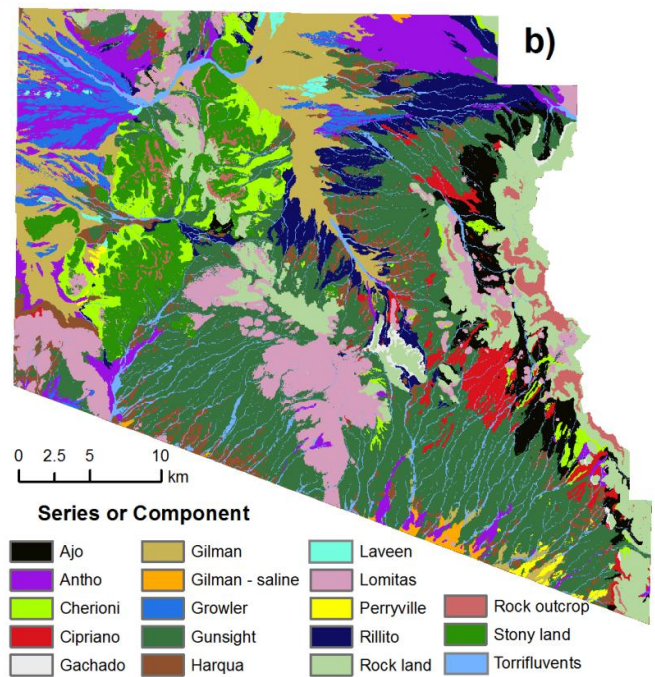 b)
0 2.5 5 10
km
Series or Component
Ajo Gilman Laveen
Antho Gilman - saline Lomitas
Cherioni Growler Perryville Rock outcrop
Cipriano Gunsight Rillito Stony land
Gachado Harqua Rock land Torrifluvents